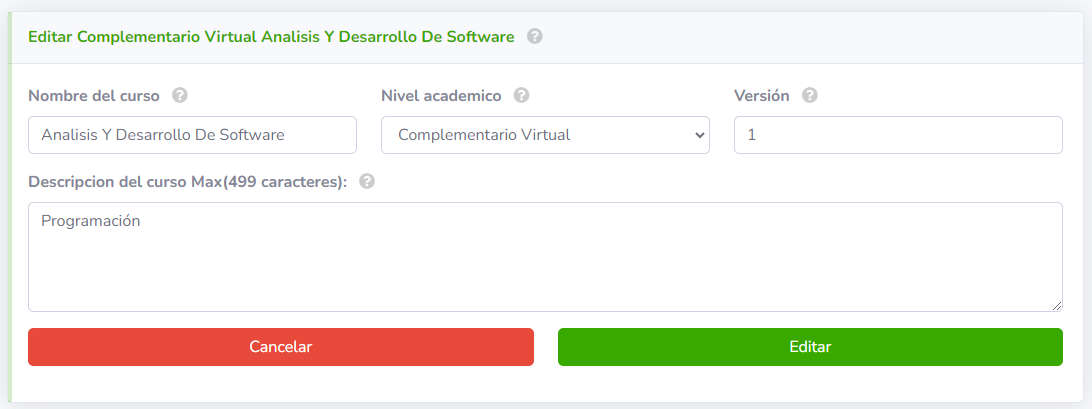 Editar Complementario Virtual Analisis Y Desarrollo De Software
Nombre del curso
Nivel academico
Versión
Analisis Y Desarrollo De Software
Complementario Virtual
1
Descripcion del curso Max(499 caracteres):
Programación
Cancelar
Editar